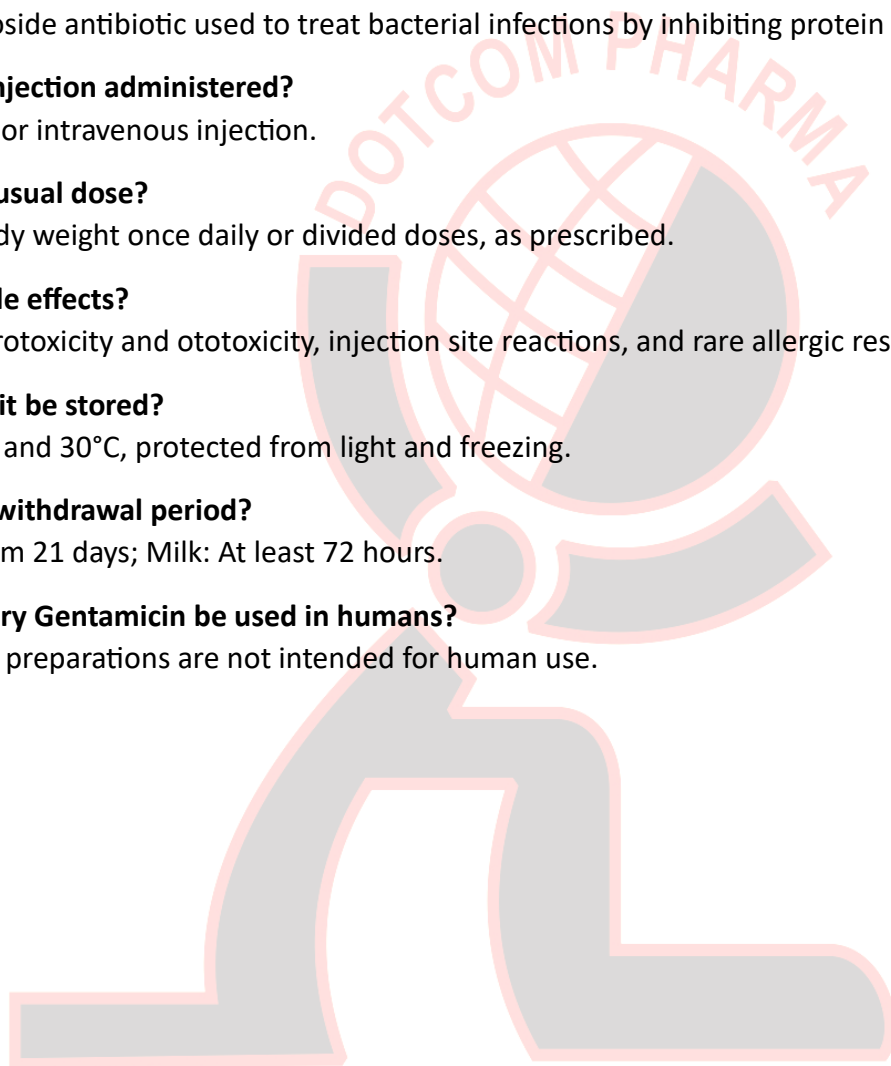 oside antibiotic used to treat bacterial infections by inhibiting protein
njection administered?
or intravenous injection.
usual dose?
dy weight once daily or divided doses, as prescribed.
de effects?
rotoxicity and ototoxicity, injection site reactions, and rare allergic res
it be stored?
and 30°C, protected from light and freezing.
withdrawal period?
m 21 days; Milk: At least 72 hours.
ry Gentamicin be used in humans?
preparations are not intended for human use.
DOTCOM PHARMA